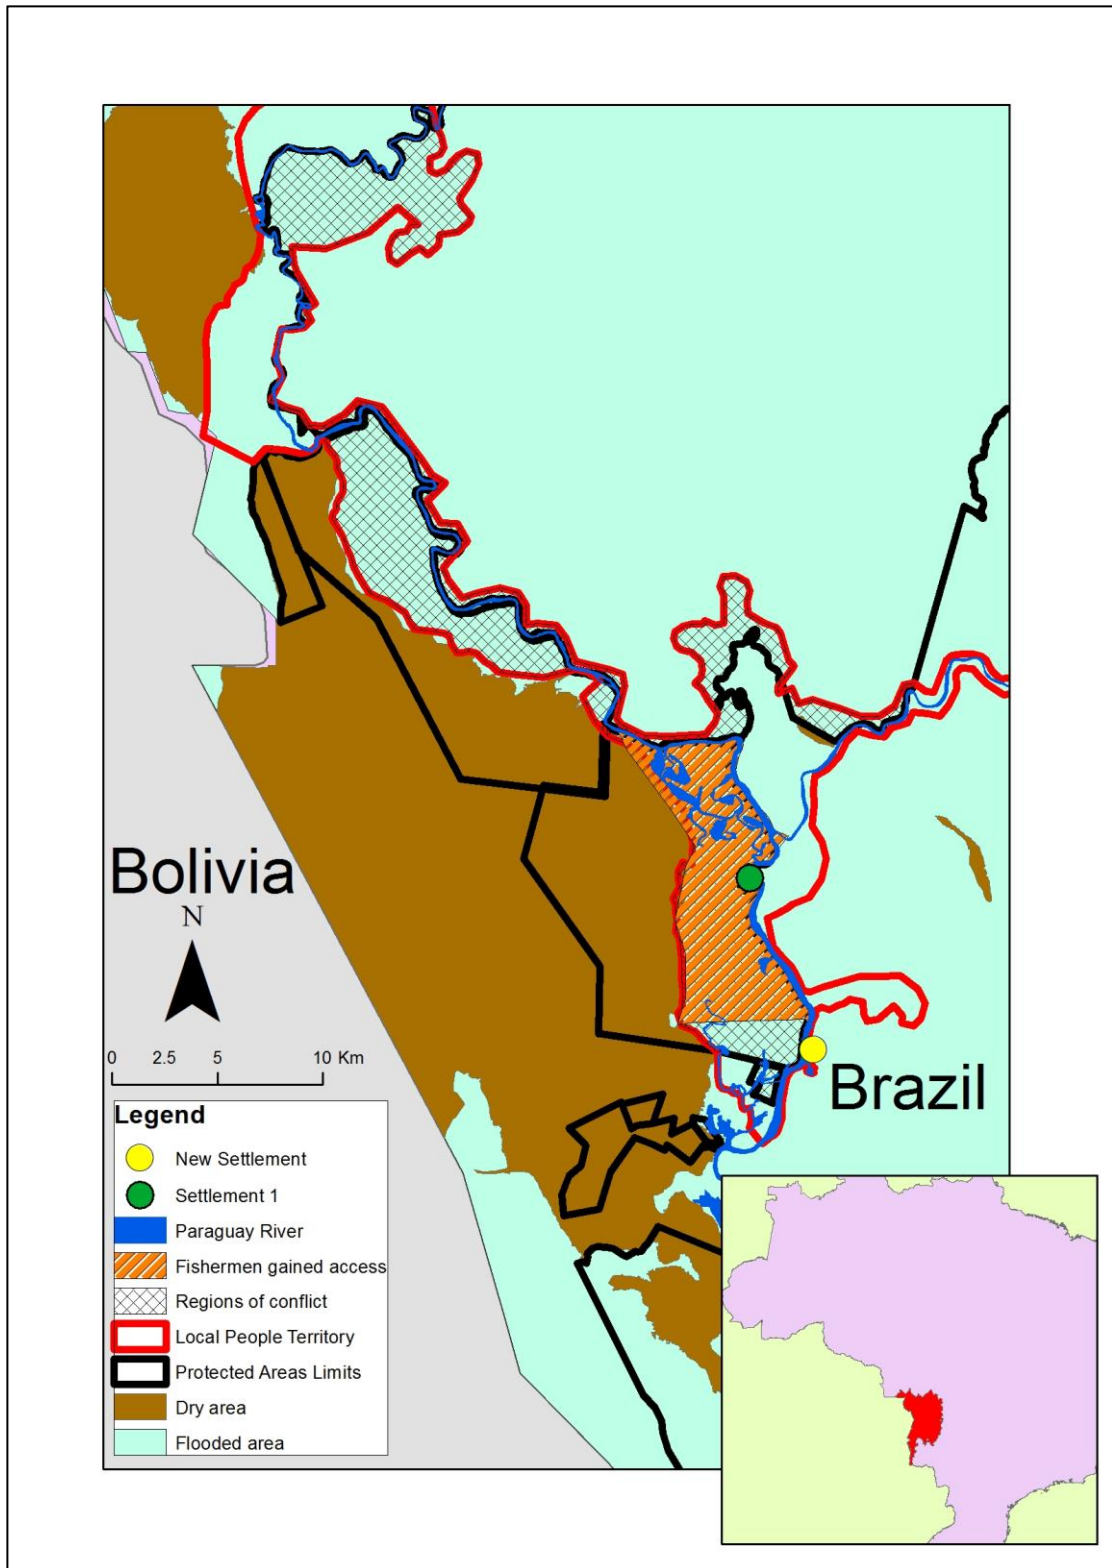 Bolivia
N
0 2.5 5 10 Km
Brazil
Legend
New Settlement
Settlement 1
Paraguay River
Fishermen gained access
Regions of conflict
Local People Territory
Protected Areas Limits
Dry area
Flooded area